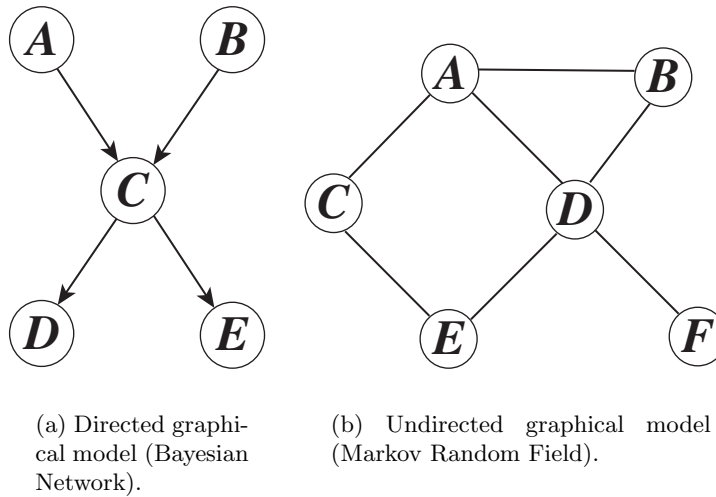 A B
C
D E
A B
C D
E F
(a) Directed graphi-
cal model (Bayesian
Network).
(b) Undirected graphical model
(Markov Random Field).